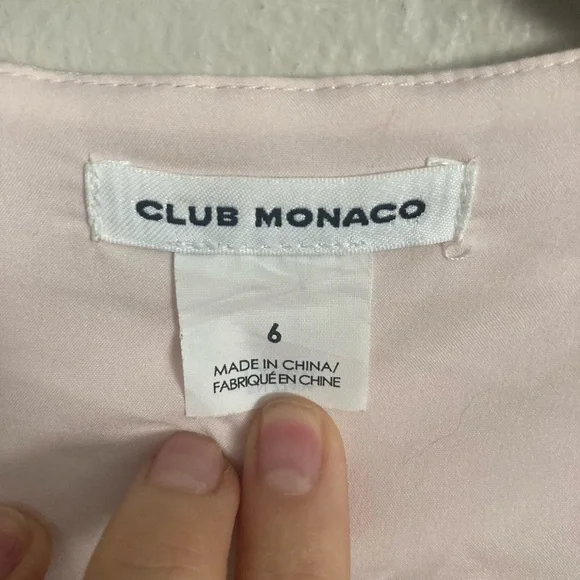 CLUB MONACO
6
MADE IN CHINA/
FABRIQUÉ EN CHINE